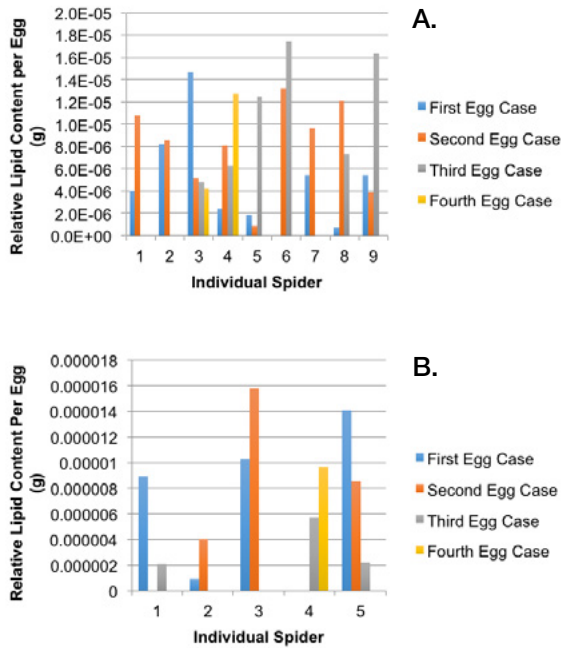 A.
Relative Lipid Content per Egg
(g)
2.0E-05
1.8E-05
1.6E-05
1.4E-05
1.2E-05
1.0E-05
8.0E-06
6.0E-06
4.0E-06
2.0E-06
0.0E+00
1 2 3 4 5 6 7 8 9
Individual Spider
First Egg Case
Second Egg Case
Third Egg Case
Fourth Egg Case
B.
Relative Lipid Content Per Egg
(g)
0.000018
0.000016
0.000014
0.000012
0.00001
0.000008
0.000006
0.000004
0.000002
0
1 2 3 4 5
Individual Spider
First Egg Case
Second Egg Case
Third Egg Case
Fourth Egg Case